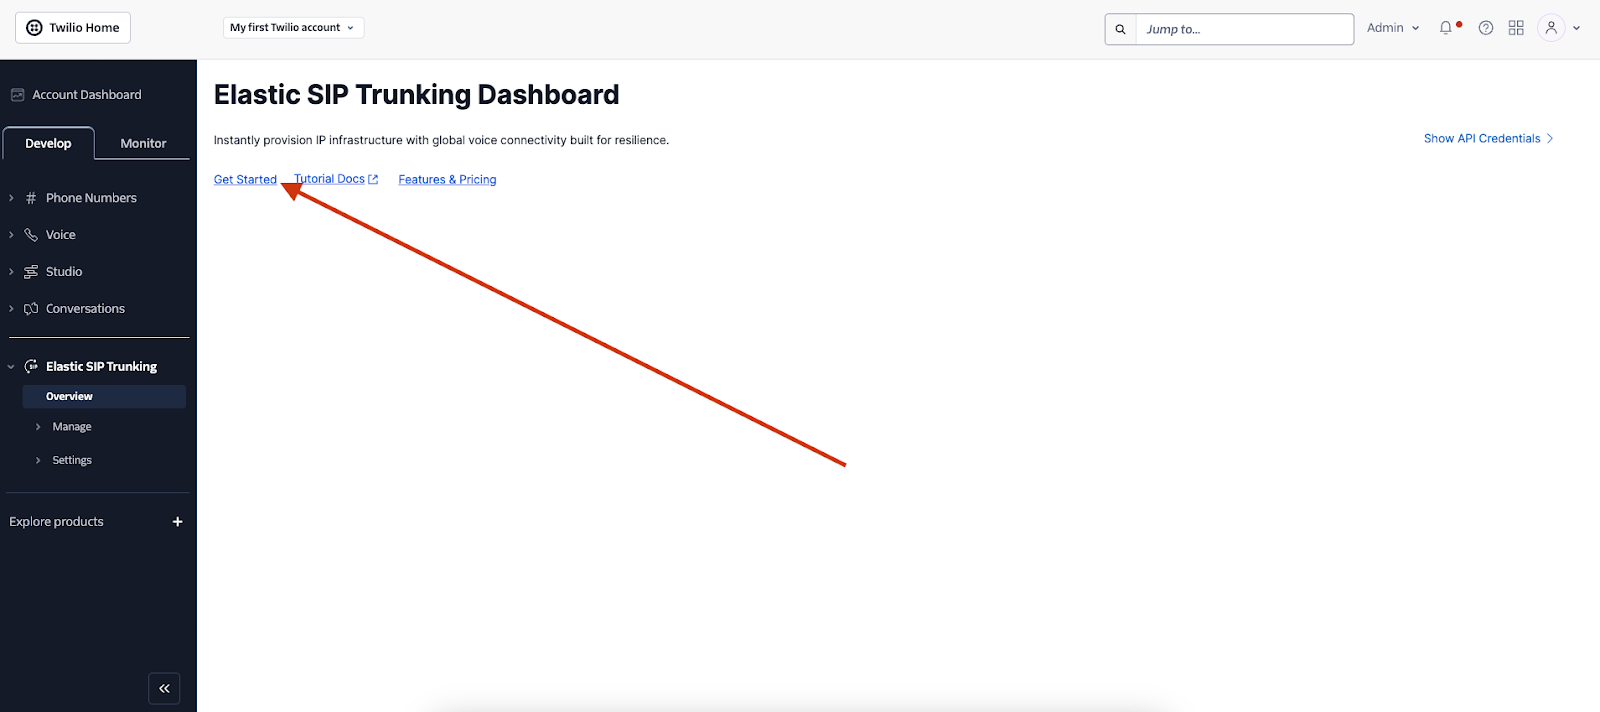 Twilio Home
My first Twilio account
Jump to...
Admin
Account Dashboard
Develop
Monitor
# Phone Numbers
Voice
Studio
Conversations
SIP Elastic SIP Trunking
Overview
Manage
Settings
Explore products +
Elastic SIP Trunking Dashboard
Instantly provision IP infrastructure with global voice connectivity built for resilience.
Show API Credentials
Get Started Tutorial Docs Features & Pricing